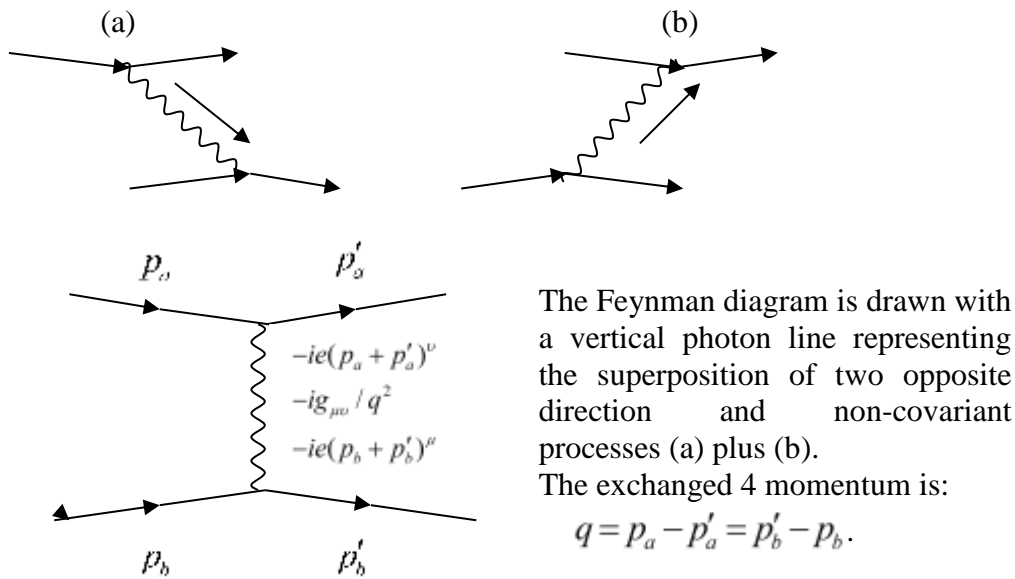 (a)
(b)
p_a
p'_a
-ie(p_a + p'_a)^ν
-ig_{μν} / q^2
-ie(p_b + p'_b)^μ
p_b
p'_b
The Feynman diagram is drawn with
a vertical photon line representing
the superposition of two opposite
direction and non-covariant
processes (a) plus (b).
The exchanged 4 momentum is:
q = p_a - p'_a = p'_b - p_b.